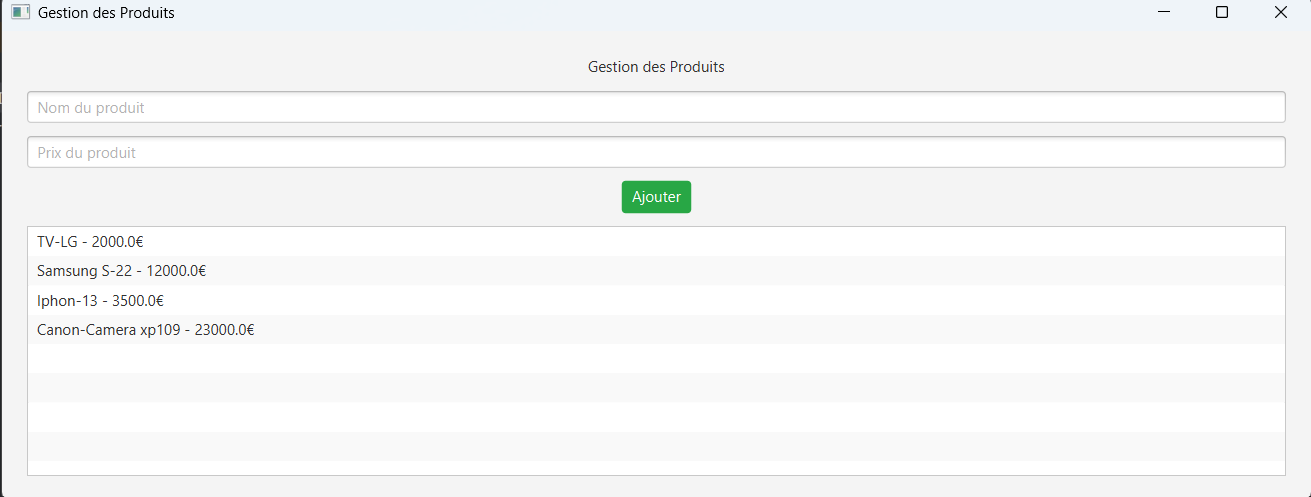 Gestion des Produits
Gestion des Produits
Nom du produit
Prix du produit
Ajouter
TV-LG - 2000.0€
Samsung S-22 - 12000.0€
Iphon-13 - 3500.0€
Canon-Camera xp109 - 23000.0€